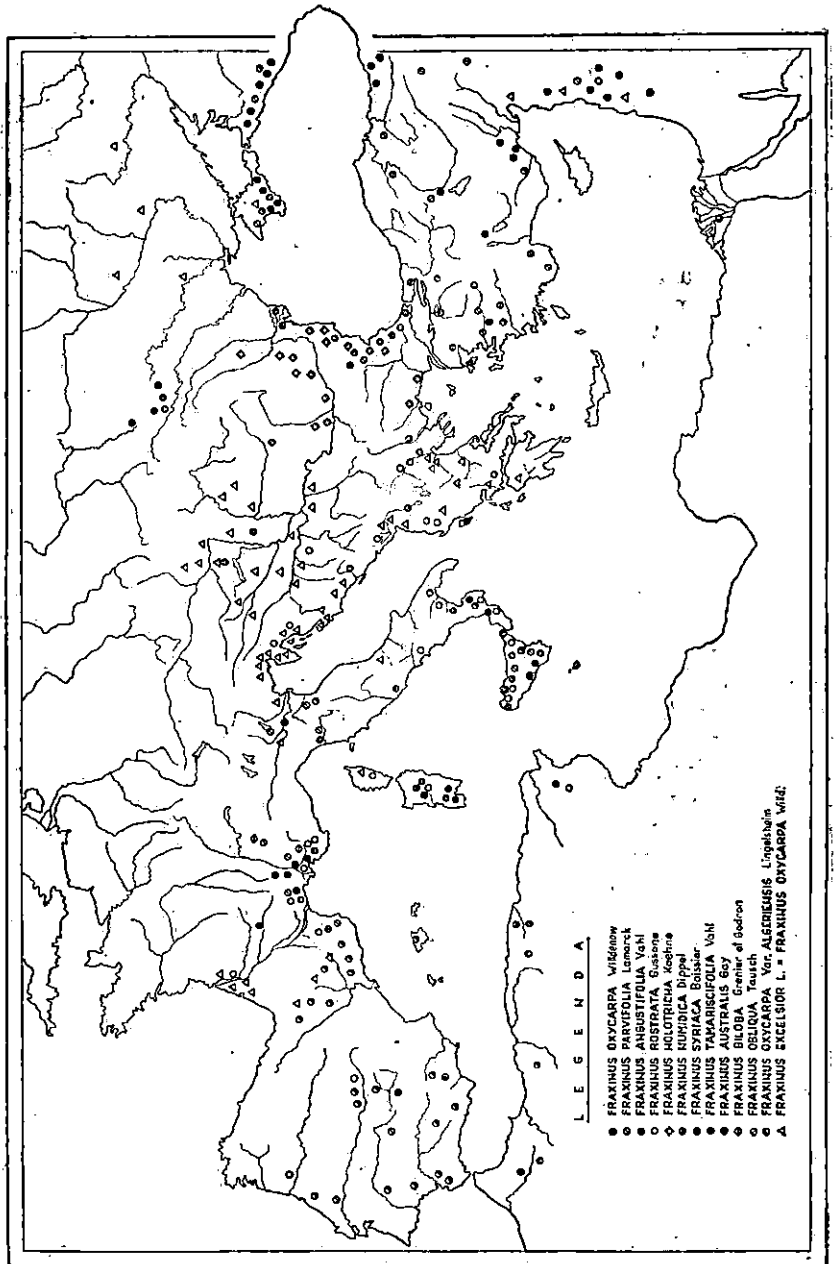 LEGENDA
FRAXINUS OXYCARPA Willdenow
FRAXINUS PARVIFOLIA Lamarck
FRAXINUS ANGUSTIFOLIA Vahl
FRAXINUS ROSTRATA Gussone
FRAXINUS HOLOTRICHA Koehne
FRAXINUS NUMIDICA Dippel
FRAXINUS SYRIACA Boissier
FRAXINUS TAMARISCIFOLIA Vahl
FRAXINUS AUSTRALIS Gay
FRAXINUS BILOBA Grenier et Godron
FRAXINUS OBLIQUA Tausch
FRAXINUS OXYCARPA Var. ALGERIENSIS Lingelsheim
FRAXINUS EXCELSIOR L. = FRAXINUS OXYCARPA Willd.